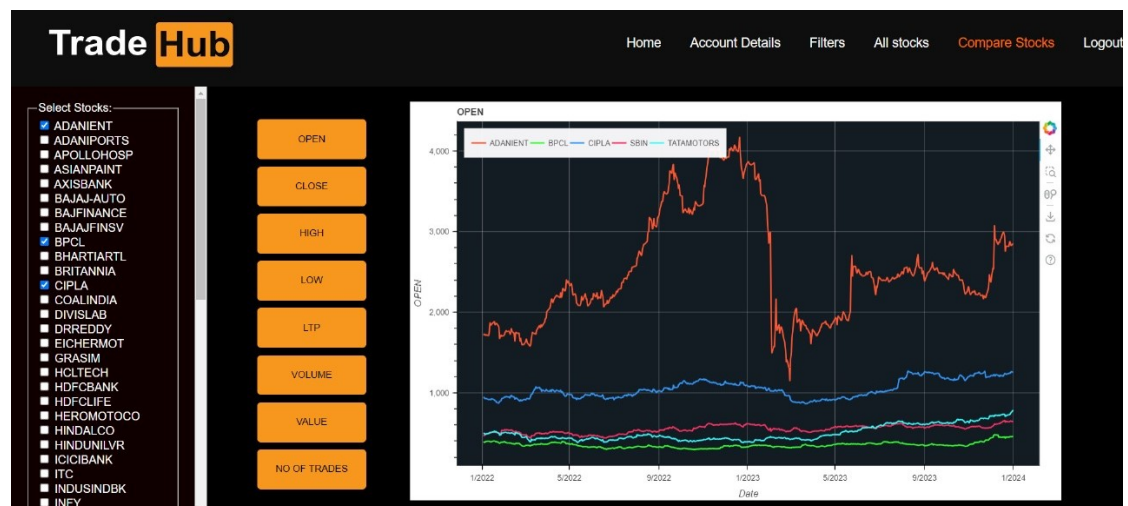 Trade Hub
Home Account Details Filters All stocks Compare Stocks Logout
Select Stocks:
ADANIENT
ADANIPORTS
APOLLOHOSP
ASIANPAINT
AXISBANK
BAJAJ-AUTO
BAJFINANCE
BAJAJFINSV
BPCL
BHARTIARTL
BRITANNIA
CIPLA
COALINDIA
DIVISLAB
DRREDDY
EICHERMOT
GRASIM
HCLTECH
HDFCBANK
HDFCLIFE
HEROMOTOCO
HINDALCO
HINDUNILVR
ICICIBANK
ITC
INDUSINDBK
INFY
OPEN
CLOSE
HIGH
LOW
LTP
VOLUME
VALUE
NO OF TRADES
OPEN
ADANIENT BPCL CIPLA SBIN TATAMOTORS
4,000
3,000
2,000
1,000
OPEN
1/2022 5/2022 9/2022 1/2023 5/2023 9/2023 1/2024
Date